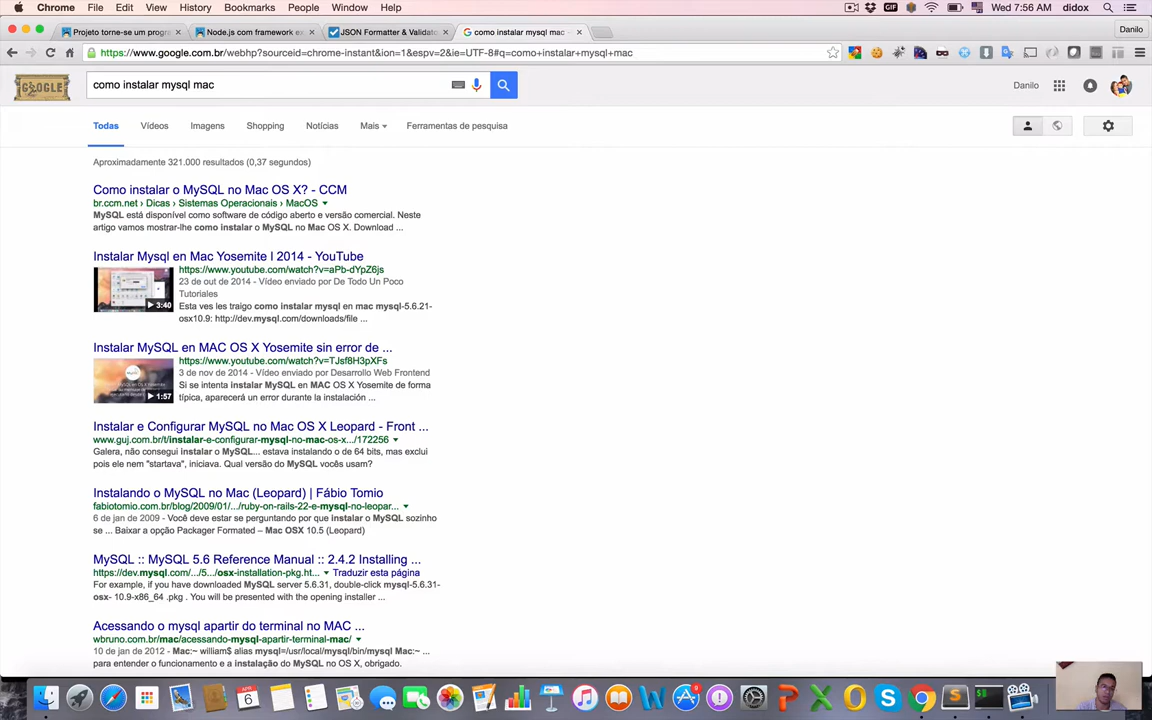 Chrome File Edit View History Bookmarks People Window Help
GIF
Wed 7:56 AM didox
Projeto torne-se um progra
Node.js com framework ex
JSON Formatter & Validato
como instalar mysql mac
Danilo
https://www.google.com.br/webhp?sourceid=chrome-instant&ion=1&espv=2&ie=UTF-8#q=como+instalar+mysql+mac
como instalar mysql mac
Danilo
Todas Vídeos Imagens Shopping Notícias Mais Ferramentas de pesquisa
Aproximadamente 321.000 resultados (0,37 segundos)
Como instalar o MySQL no Mac OS X? - CCM
br.ccm.net › Dicas › Sistemas Operacionais › MacOS
MySQL está disponível como software de código aberto e versão comercial. Neste
artigo vamos mostrar-lhe como instalar o MySQL no Mac OS X. Download ...
Instalar Mysql en Mac Yosemite l 2014 - YouTube
https://www.youtube.com/watch?v=aPb-dYpZ6js
23 de out de 2014 - Vídeo enviado por De Todo Un Poco
Tutoriales
3:40
Esta ves les traigo como instalar mysql en mac mysql-5.6.21-
osx10.9: http://dev.mysql.com/downloads/file ...
Instalar MySQL en MAC OS X Yosemite sin error de ...
https://www.youtube.com/watch?v=TJsf8H3pXFs
3 de nov de 2014 - Vídeo enviado por Desarrollo Web Frontend
Si se intenta instalar MySQL en MAC OS X Yosemite de forma
1:57
típica, aparecerá un error durante la instalación ...
Instalar e Configurar MySQL no Mac OS X Leopard - Front ...
www.guj.com.br/t/instalar-e-configurar-mysql-no-mac-os-x.../172256
Galera, não consegui instalar o MySQL... estava instalando o de 64 bits, mas exclui
pois ele nem "startava", iniciava. Qual versão do MySQL vocês usam?
Instalando o MySQL no Mac (Leopard) | Fábio Tomio
fabiotomio.com.br/blog/2009/01/.../ruby-on-rails-22-e-mysql-no-leopar...
6 de jan de 2009 - Você deve estar se perguntando por que instalar o MySQL sozinho
se ... Baixar a opção Packager Formated – Mac OSX 10.5 (Leopard)
MySQL :: MySQL 5.6 Reference Manual :: 2.4.2 Installing ...
https://dev.mysql.com/.../5.../osx-installation-pkg.ht... Traduzir esta página
For example, if you have downloaded MySQL server 5.6.31, double-click mysql-5.6.31-
osx- 10.9-x86_64 .pkg . You will be presented with the opening installer ...
Acessando o mysql apartir do terminal no MAC ...
wbruno.com.br/mac/acessando-mysql-apartir-terminal-mac/
10 de jan de 2012 - Mac:~ william$ alias mysql=/usr/local/mysql/bin/mysql Mac:~ ...
para entender o funcionamento e a instalação do MySQL no OS X, obrigado.